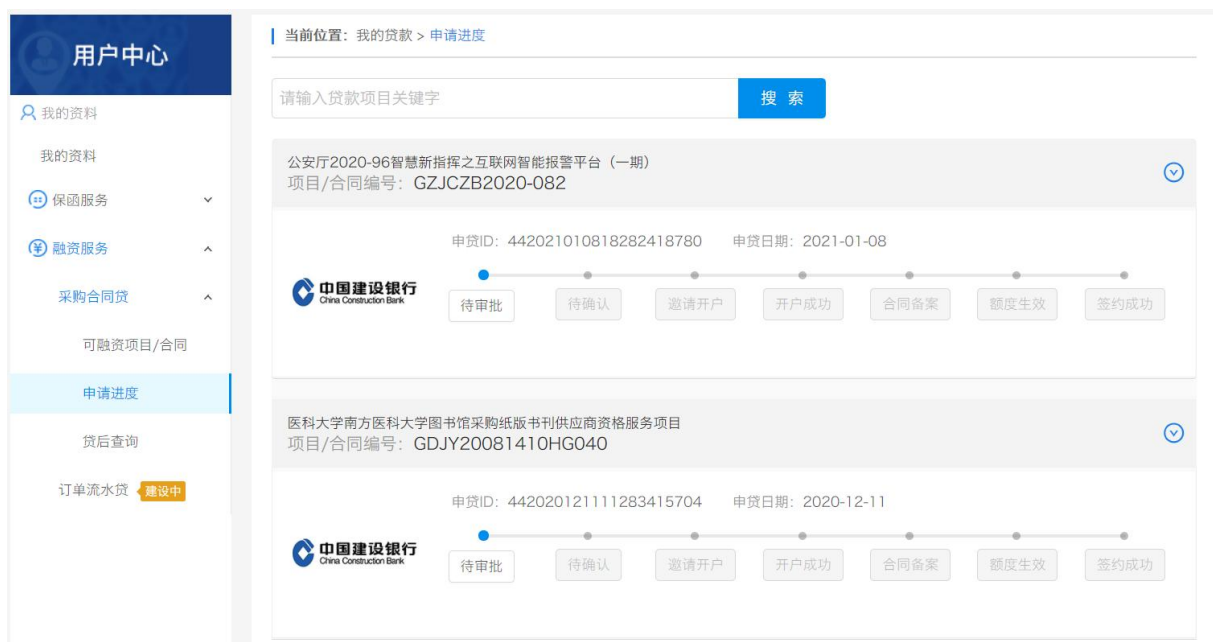 用户中心
我的资料
我的资料
保函服务
融资服务
采购合同贷
可融资项目/合同
申请进度
贷后查询
订单流水贷 建设中
当前位置：我的贷款 > 申请进度
请输入贷款项目关键字 搜索
公安厅2020-96智慧新指挥之互联网智能报警平台（一期）
项目/合同编号：GZJCZB2020-082
申贷ID：442021010818282418780 申贷日期：2021-01-08
中国建设银行
China Construction Bank
待审批 待确认 邀请开户 开户成功 合同备案 额度生效 签约成功
医科大学南方医科大学图书馆采购纸版书刊供应商资格服务项目
项目/合同编号：GDJY20081410HG040
申贷ID：442020121111283415704 申贷日期：2020-12-11
中国建设银行
China Construction Bank
待审批 待确认 邀请开户 开户成功 合同备案 额度生效 签约成功